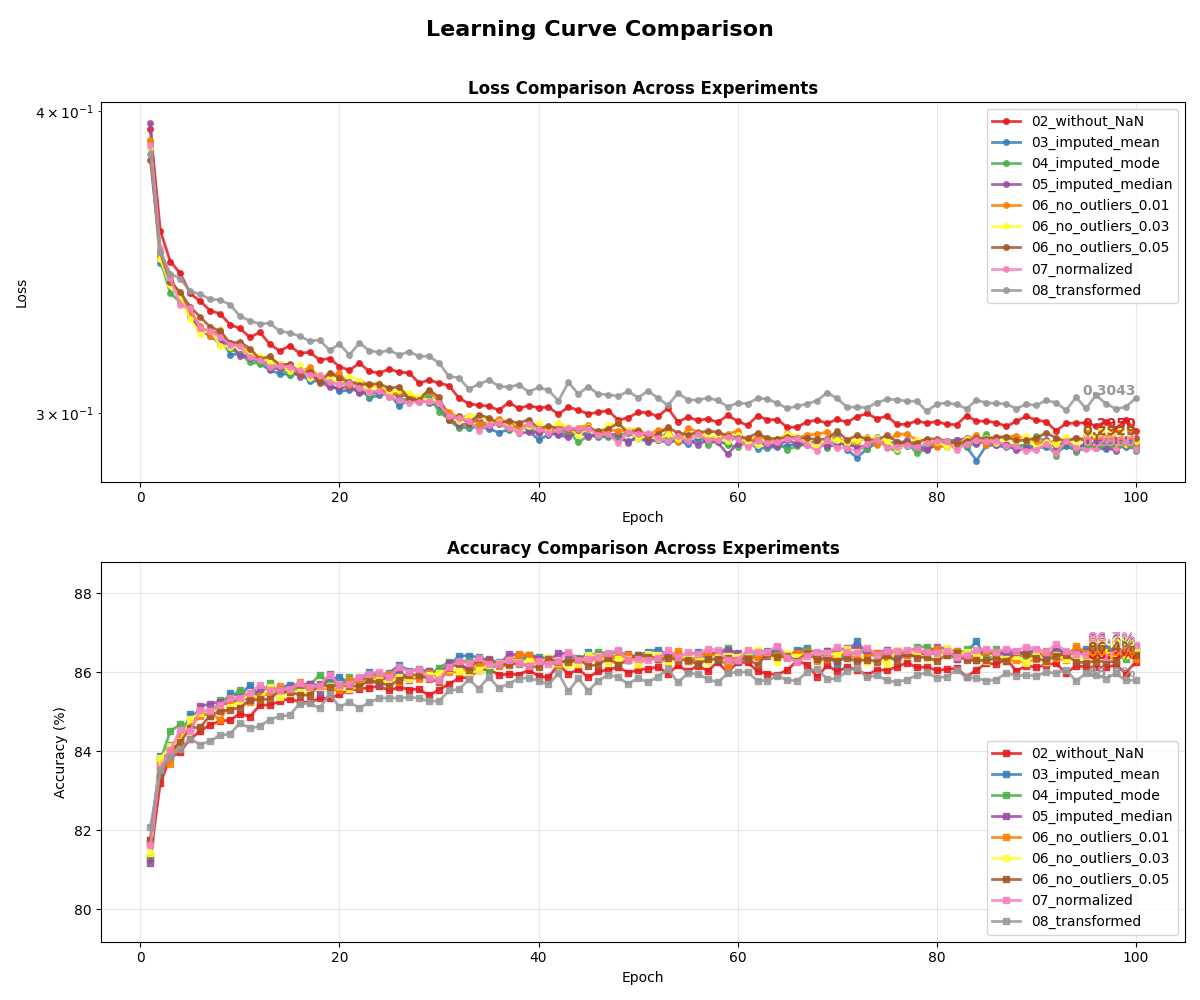 Learning Curve Comparison
Loss Comparison Across Experiments
4 × 10⁻¹
3 × 10⁻¹
Loss
02_without_NaN
03_imputed_mean
04_imputed_mode
05_imputed_median
06_no_outliers_0.01
06_no_outliers_0.03
06_no_outliers_0.05
07_normalized
08_transformed
0.3043
0 20 40 60 80 100
Epoch
Accuracy Comparison Across Experiments
88
86
84
82
80
Accuracy (%)
02_without_NaN
03_imputed_mean
04_imputed_mode
05_imputed_median
06_no_outliers_0.01
06_no_outliers_0.03
06_no_outliers_0.05
07_normalized
08_transformed
0 20 40 60 80 100
Epoch